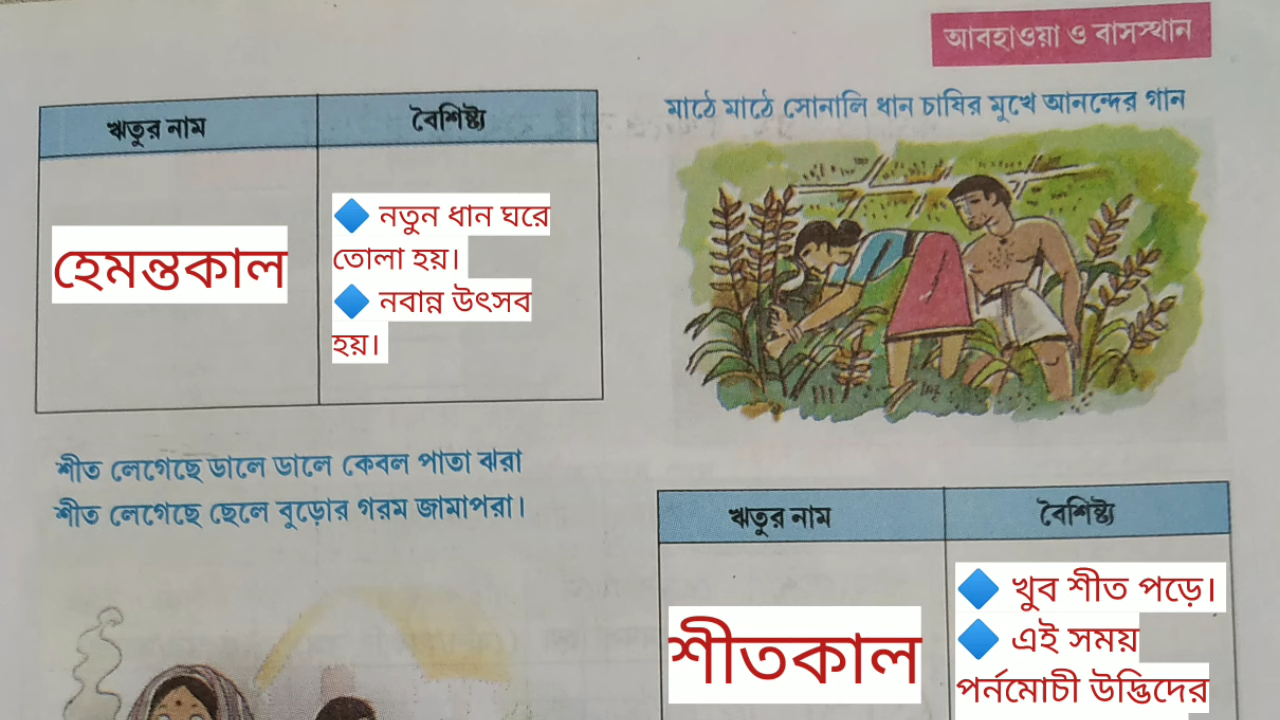 আবহাওয়া ও বাসস্থান
ঋতুর নাম
বৈশিষ্ট্য
হেমন্তকাল
🔷 নতুন ধান ঘরে
তোলা হয়।
🔷 নবান্ন উৎসব
হয়।
মাঠে মাঠে সোনালি ধান চাষির মুখে আনন্দের গান
শীত লেগেছে ডালে ডালে কেবল পাতা ঝরা
শীত লেগেছে ছেলে বুড়োর গরম জামাপরা।
ঋতুর নাম
বৈশিষ্ট্য
শীতকাল
🔷 খুব শীত পড়ে।
🔷 এই সময়
পর্নমোচী উদ্ভিদের